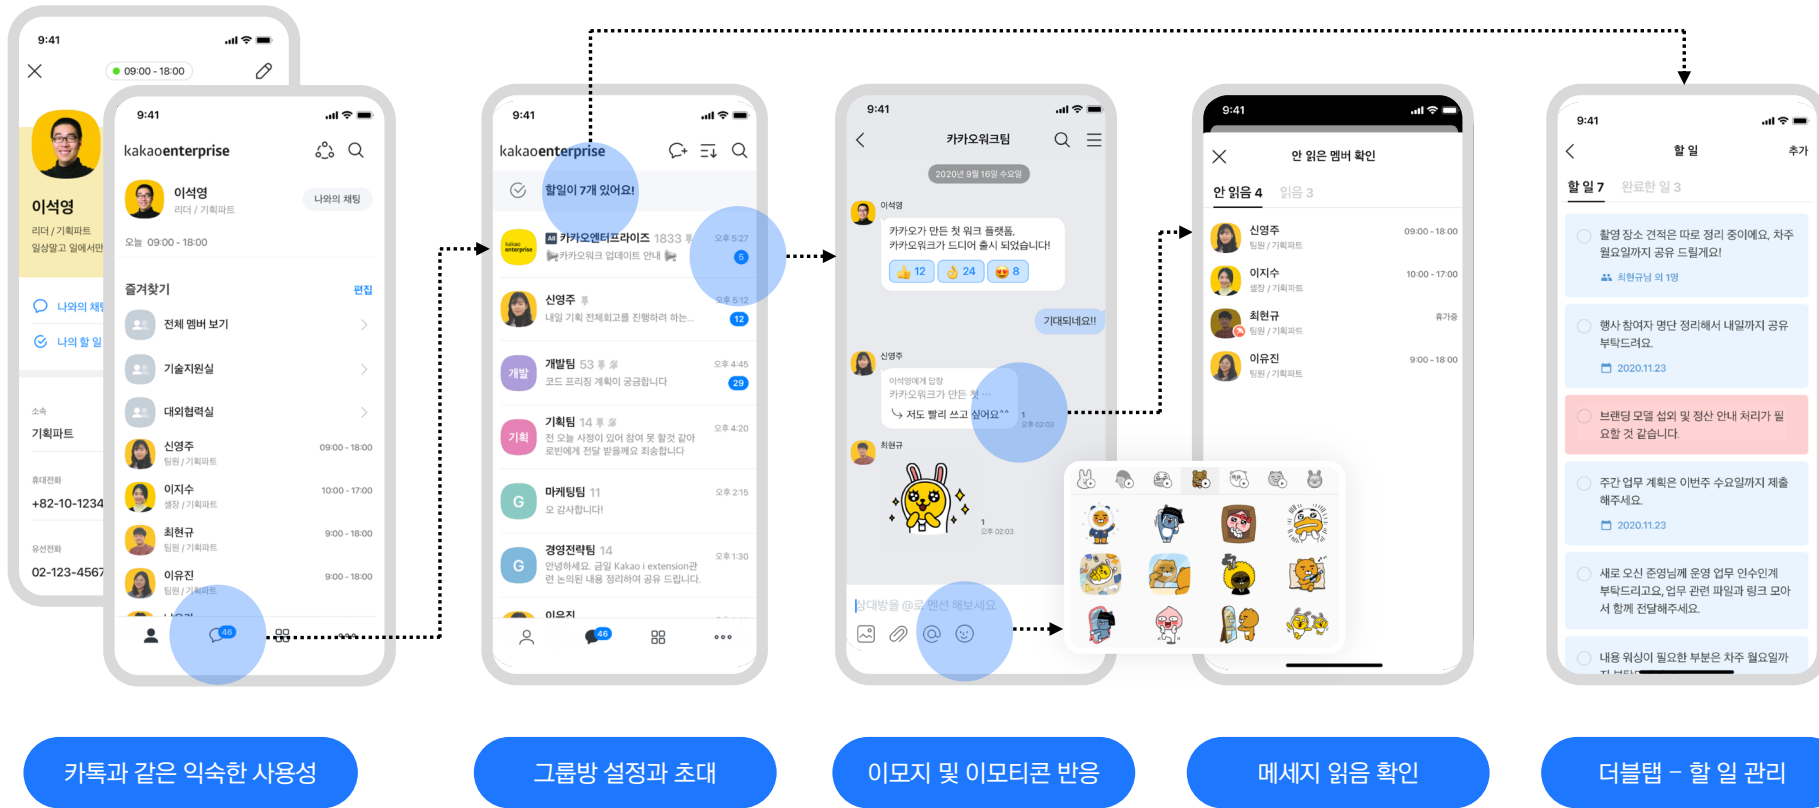 9:41
09:00 - 18:00
이석영
리더 / 기획파트
일상말고 일에서만
나와의 채팅
나의 할 일
소속
기획파트
휴대전화
+82-10-1234
유선전화
02-123-4567
9:41
kakaoenterprise
이석영
리더 / 기획파트
나와의 채팅
오늘 09:00 - 18:00
즐겨찾기
편집
전체 멤버 보기
기술지원실
대외협력실
신영주
팀원 / 기획파트
09:00 - 18:00
이지수
셀장 / 기획파트
10:00 - 17:00
최현규
팀원 / 기획파트
9:00 - 18:00
이유진
팀원 / 기획파트
9:00 - 18:00
46
카톡과 같은 익숙한 사용성
9:41
kakaoenterprise
할일이 7개 있어요!
kakao
enterprise
All 카카오엔터프라이즈 1833
오후 5:27
카카오워크 업데이트 안내
5
신영주
오후 5:12
내일 기획 전체회고를 진행하려 하는...
12
개발
개발팀 53
오후 4:45
코드 프리징 계획이 궁금합니다
29
기획
기획팀 14
오후 4:20
전 오늘 사정이 있어 참여 못 할것 같아
로빈에게 전달 받을께요 죄송합니다
G
마케팅팀 11
오후 2:15
오 감사합니다!
G
경영전략팀 14
오후 1:30
안녕하세요. 금일 Kakao i extension관
련 논의된 내용 정리하여 공유 드립니다.
이유진
46
그룹방 설정과 초대
9:41
카카오워크팀
2020년 9월 16일 수요일
이석영
카카오가 만든 첫 워크 플랫폼,
카카오워크가 드디어 출시 되었습니다!
12
24
8
기대되네요!!
신영주
이석영에게 답장
카카오워크가 만든 첫 …
저도 빨리 쓰고 싶어요^^
1
오후 02:03
최현규
1
오후 02:03
상대방을 @로 멘션 해보세요
이모지 및 이모티콘 반응
9:41
안 읽은 멤버 확인
안 읽음 4
읽음 3
신영주
팀원 / 기획파트
09:00 - 18:00
이지수
셀장 / 기획파트
10:00 - 17:00
최현규
팀원 / 기획파트
휴가중
이유진
팀원 / 기획파트
9:00 - 18:00
메세지 읽음 확인
9:41
할 일
추가
할 일 7
완료한 일 3
촬영 장소 견적은 따로 정리 중이에요, 차주
월요일까지 공유 드릴게요!
최현규님 외 1명
행사 참여자 명단 정리해서 내일까지 공유
부탁드려요.
2020.11.23
브랜딩 모델 섭외 및 정산 안내 처리가 필
요할 것 같습니다.
주간 업무 계획은 이번주 수요일까지 제출
해주세요.
2020.11.23
새로 오신 준영님께 운영 업무 인수인계
부탁드리고요, 업무 관련 파일과 링크 모아
서 함께 전달해주세요.
내용 워싱이 필요한 부분은 차주 월요일까
더블탭 – 할 일 관리